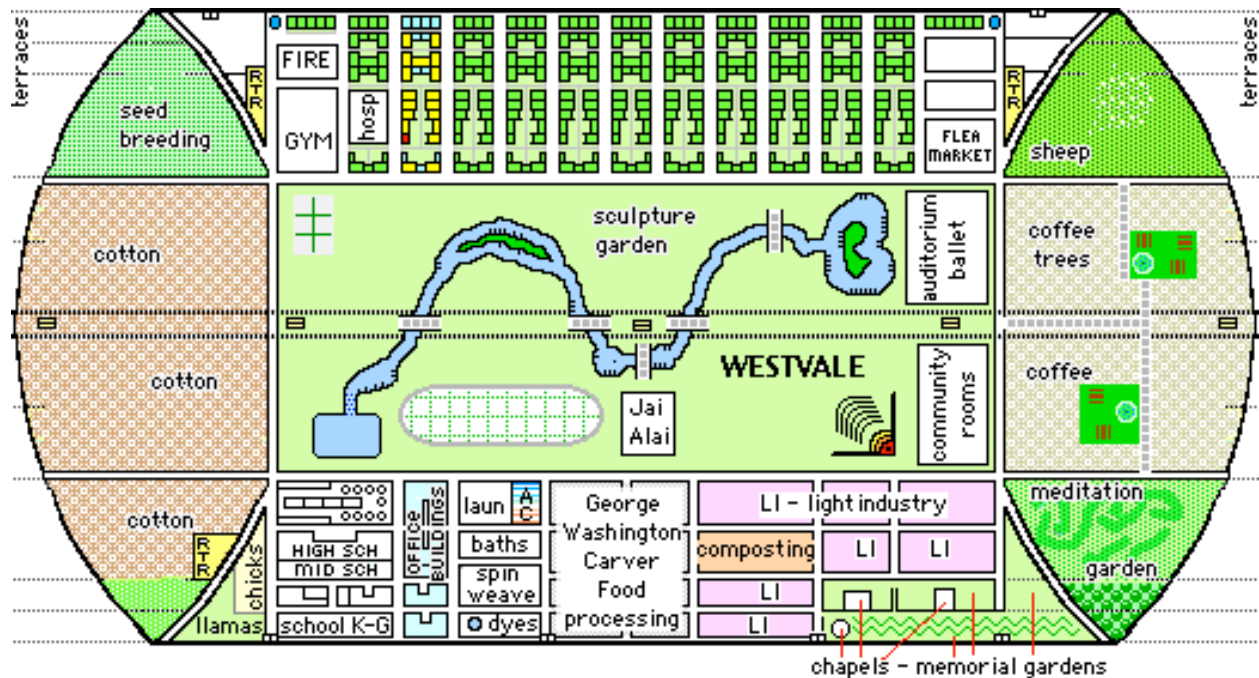 terraces
terraces
FIRE
RTR
RTR
seed
breeding
hosp
GYM
FLEA
MARKET
sheep
sculpture
garden
auditorium
ballet
cotton
coffee
trees
WESTVALE
cotton
coffee
Jai
Alai
community
rooms
cotton
RTR
chicks
llamas
HIGH SCH
MID SCH
school K-G
OFFICE
BUILDINGS
laun
AC
baths
spin
weave
dyes
George
Washington
Carver
Food
processing
LI - light industry
composting
LI
LI
LI
LI
meditation
garden
chapels - memorial gardens